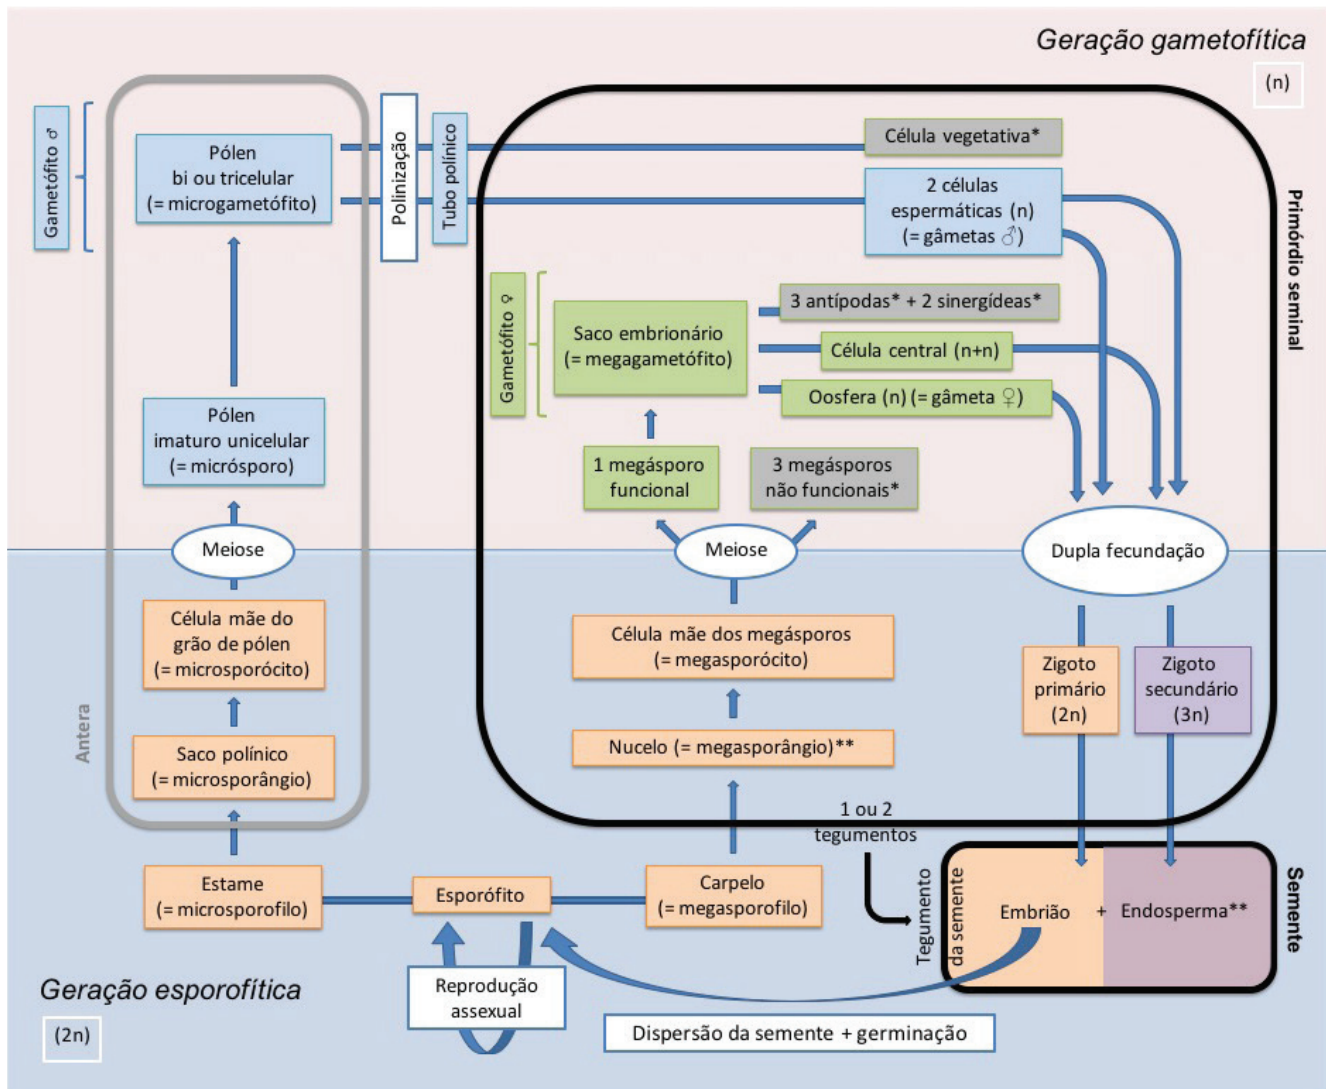 Geração gametofítica
(n)
Gametófito ♂
Pólen
bi ou tricelular
(= microgametófito)
Polinização
Tubo polínico
Célula vegetativa*
2 células
espermáticas (n)
(= gâmetas ♂)
Primórdio seminal
Gametófito ♀
Saco embrionário
(= megagametófito)
3 antípodas* + 2 sinergídeas*
Célula central (n+n)
Oosfera (n) (= gâmeta ♀)
Pólen
imaturo unicelular
(= micrósporo)
1 megásporo
funcional
3 megásporos
não funcionais*
Meiose
Meiose
Dupla fecundação
Célula mãe do
grão de pólen
(= microsporócito)
Célula mãe dos megásporos
(= megasporócito)
Zigoto
primário
(2n)
Zigoto
secundário
(3n)
Antera
Saco polínico
(= microsporângio)
Nucelo (= megasporângio)**
1 ou 2
tegumentos
Estame
(= microsporofilo)
Esporófito
Carpelo
(= megasporofilo)
Tegumento
da semente
Embrião
+
Endosperma**
Semente
Geração esporofítica
(2n)
Reprodução
assexual
Dispersão da semente + germinação